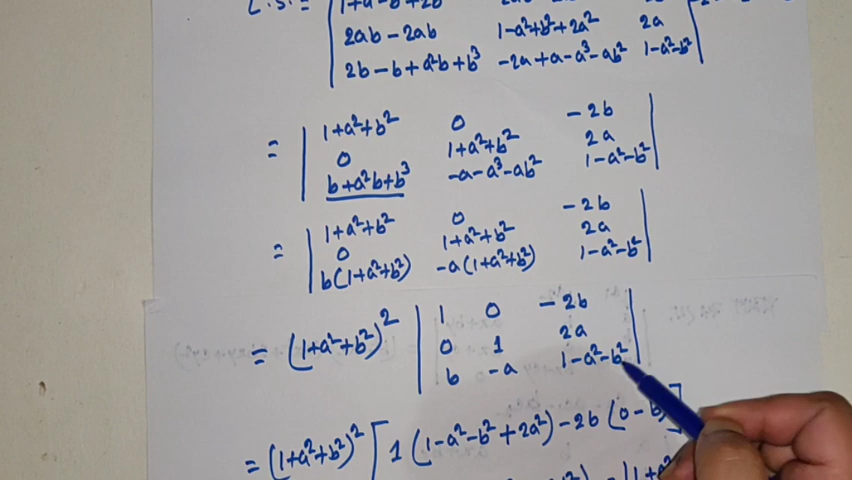 L.S. = | 1+a²-b²+2b²
2ab-2ab 1-a²+b²+2a² 2a
2b-b+a²b+b³ -2a+a-a³-ab² 1-a²-b² |
= | 1+a²+b² 0 -2b
0 1+a²+b² 2a
b+a²b+b³ -a-a³-ab² 1-a²-b² |
= | 1+a²+b² 0 -2b
0 1+a²+b² 2a
b(1+a²+b²) -a(1+a²+b²) 1-a²-b² |
= (1+a²+b²)² | 1 0 -2b
0 1 2a
b -a 1-a²-b² |
= (1+a²+b²)² [ 1(1-a²-b²+2a²) -2b(0-b) ]